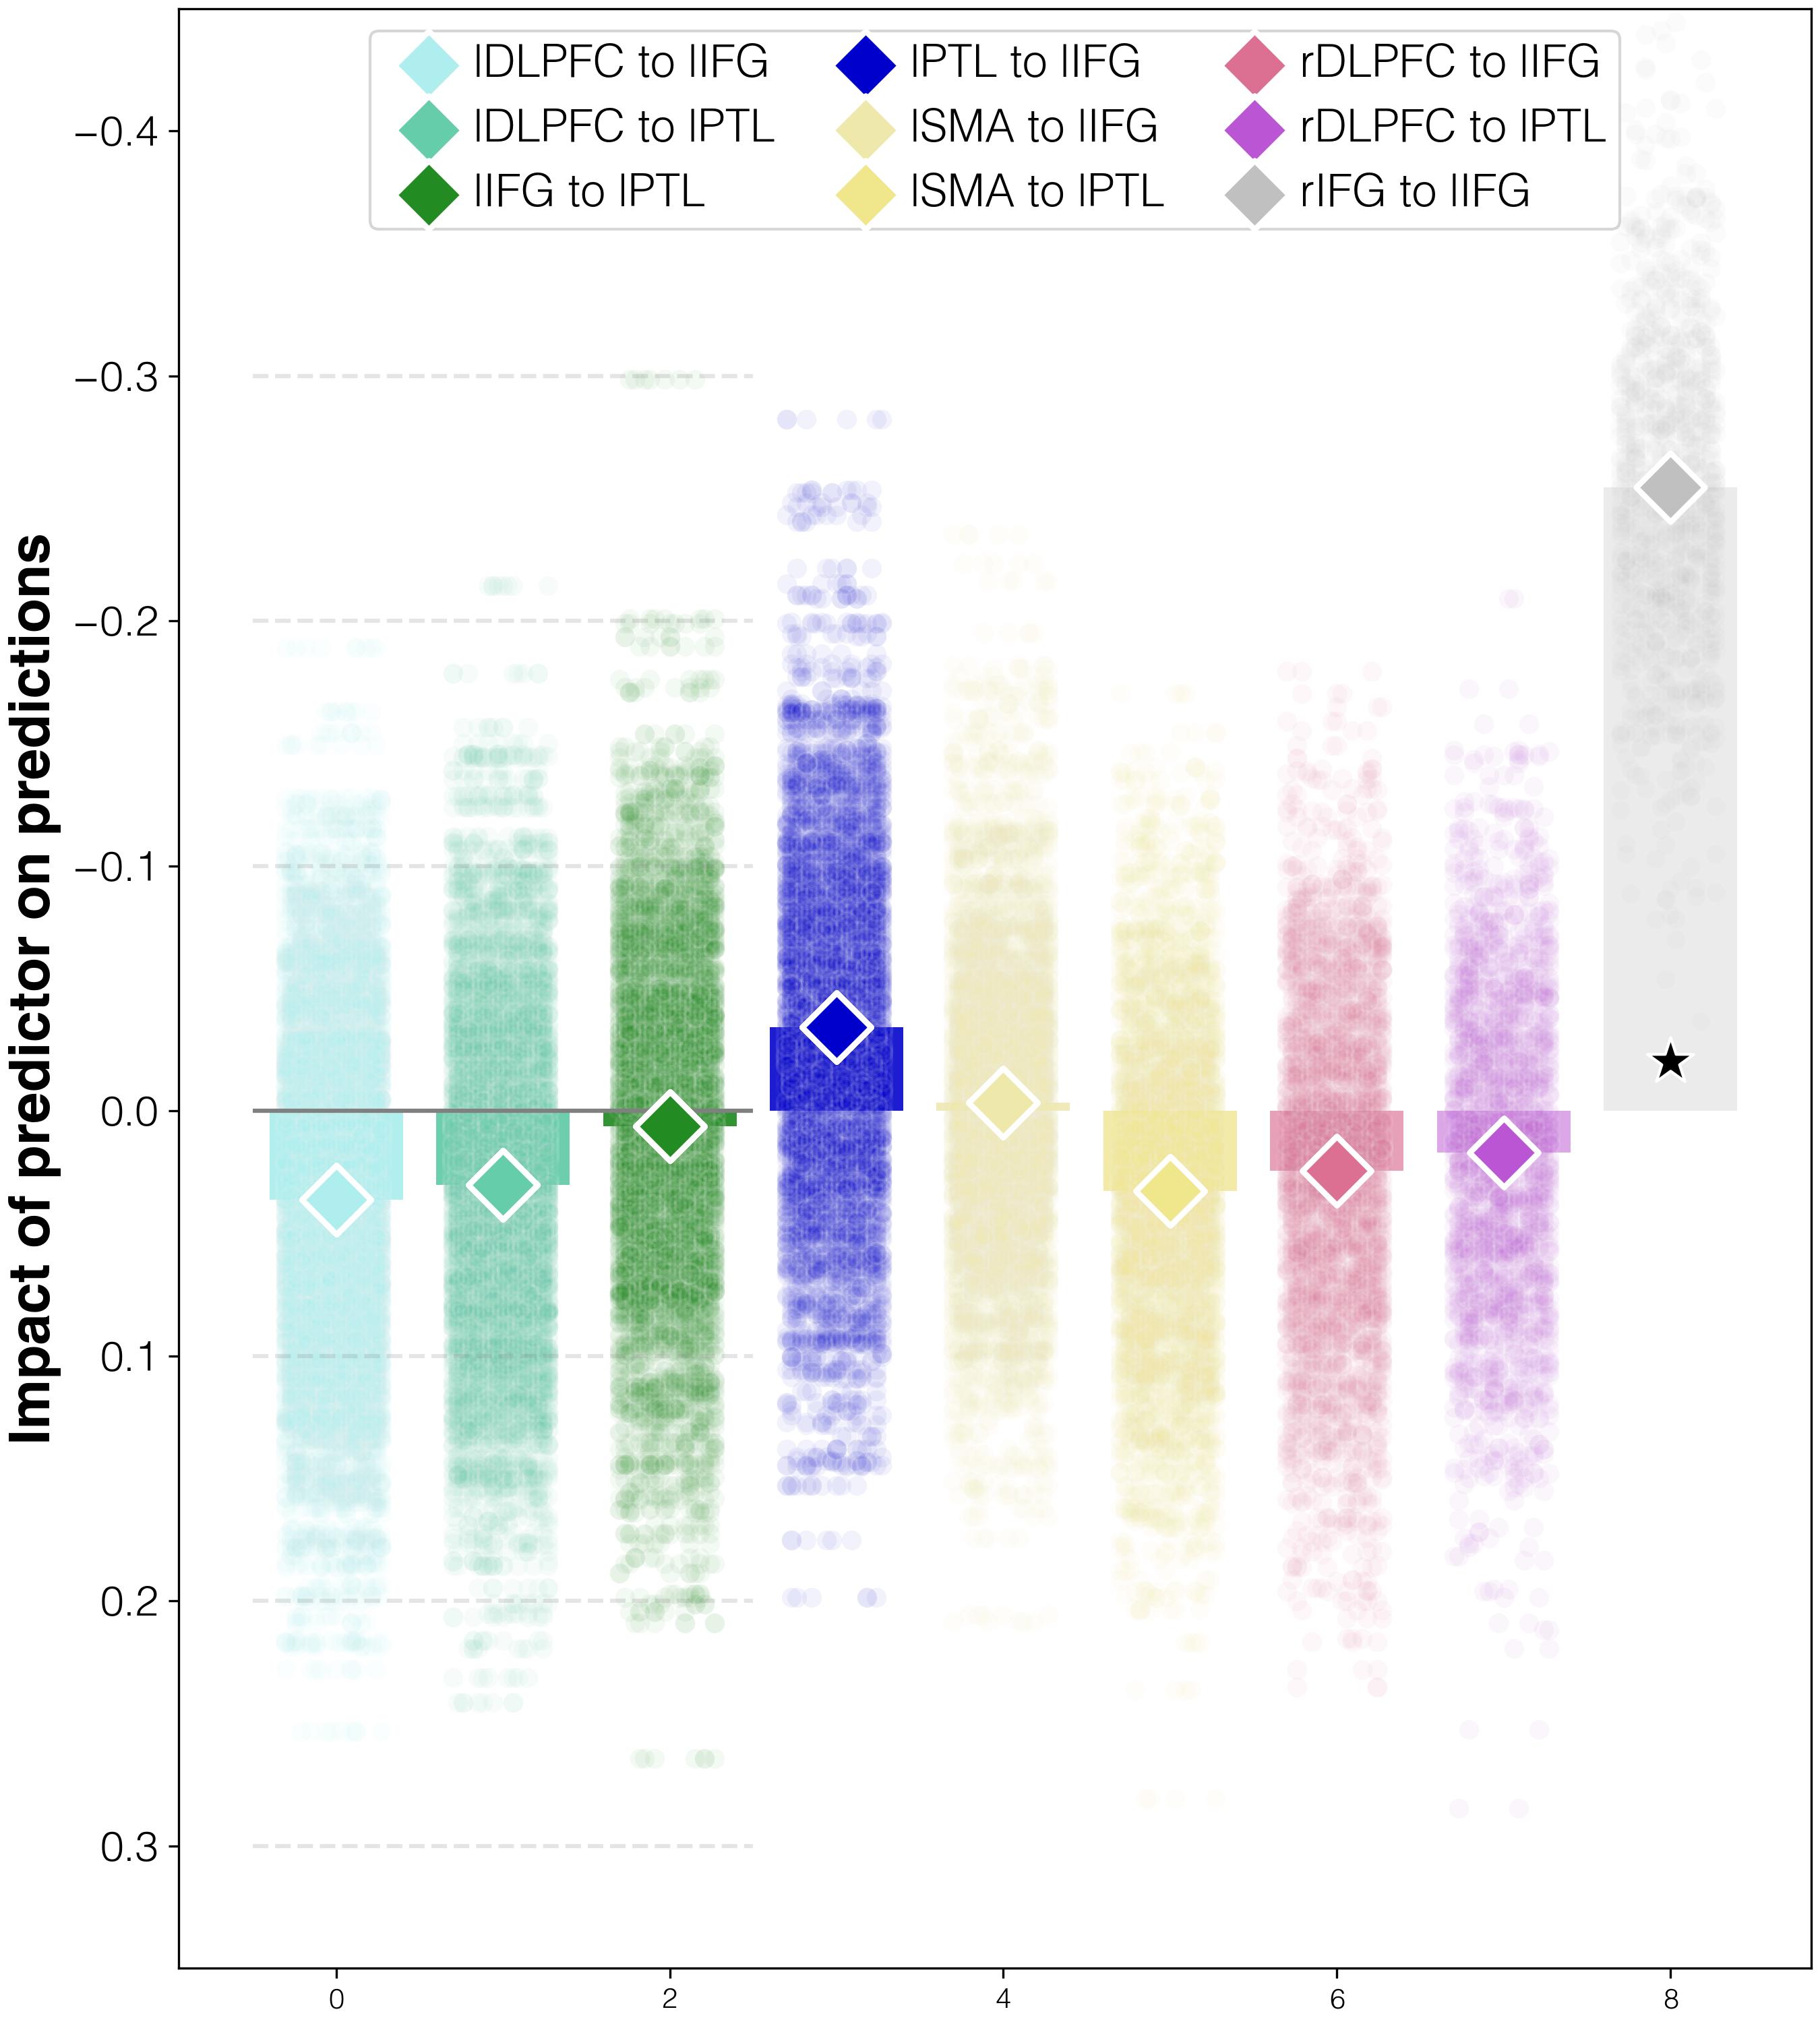 lDLPFC to lIFG
lDLPFC to lPTL
lIFG to lPTL
lPTL to lIFG
lSMA to lIFG
lSMA to lPTL
rDLPFC to lIFG
rDLPFC to lPTL
rIFG to lIFG
Impact of predictor on predictions
−0.4
−0.3
−0.2
−0.1
0.0
0.1
0.2
0.3
0 2 4 6 8